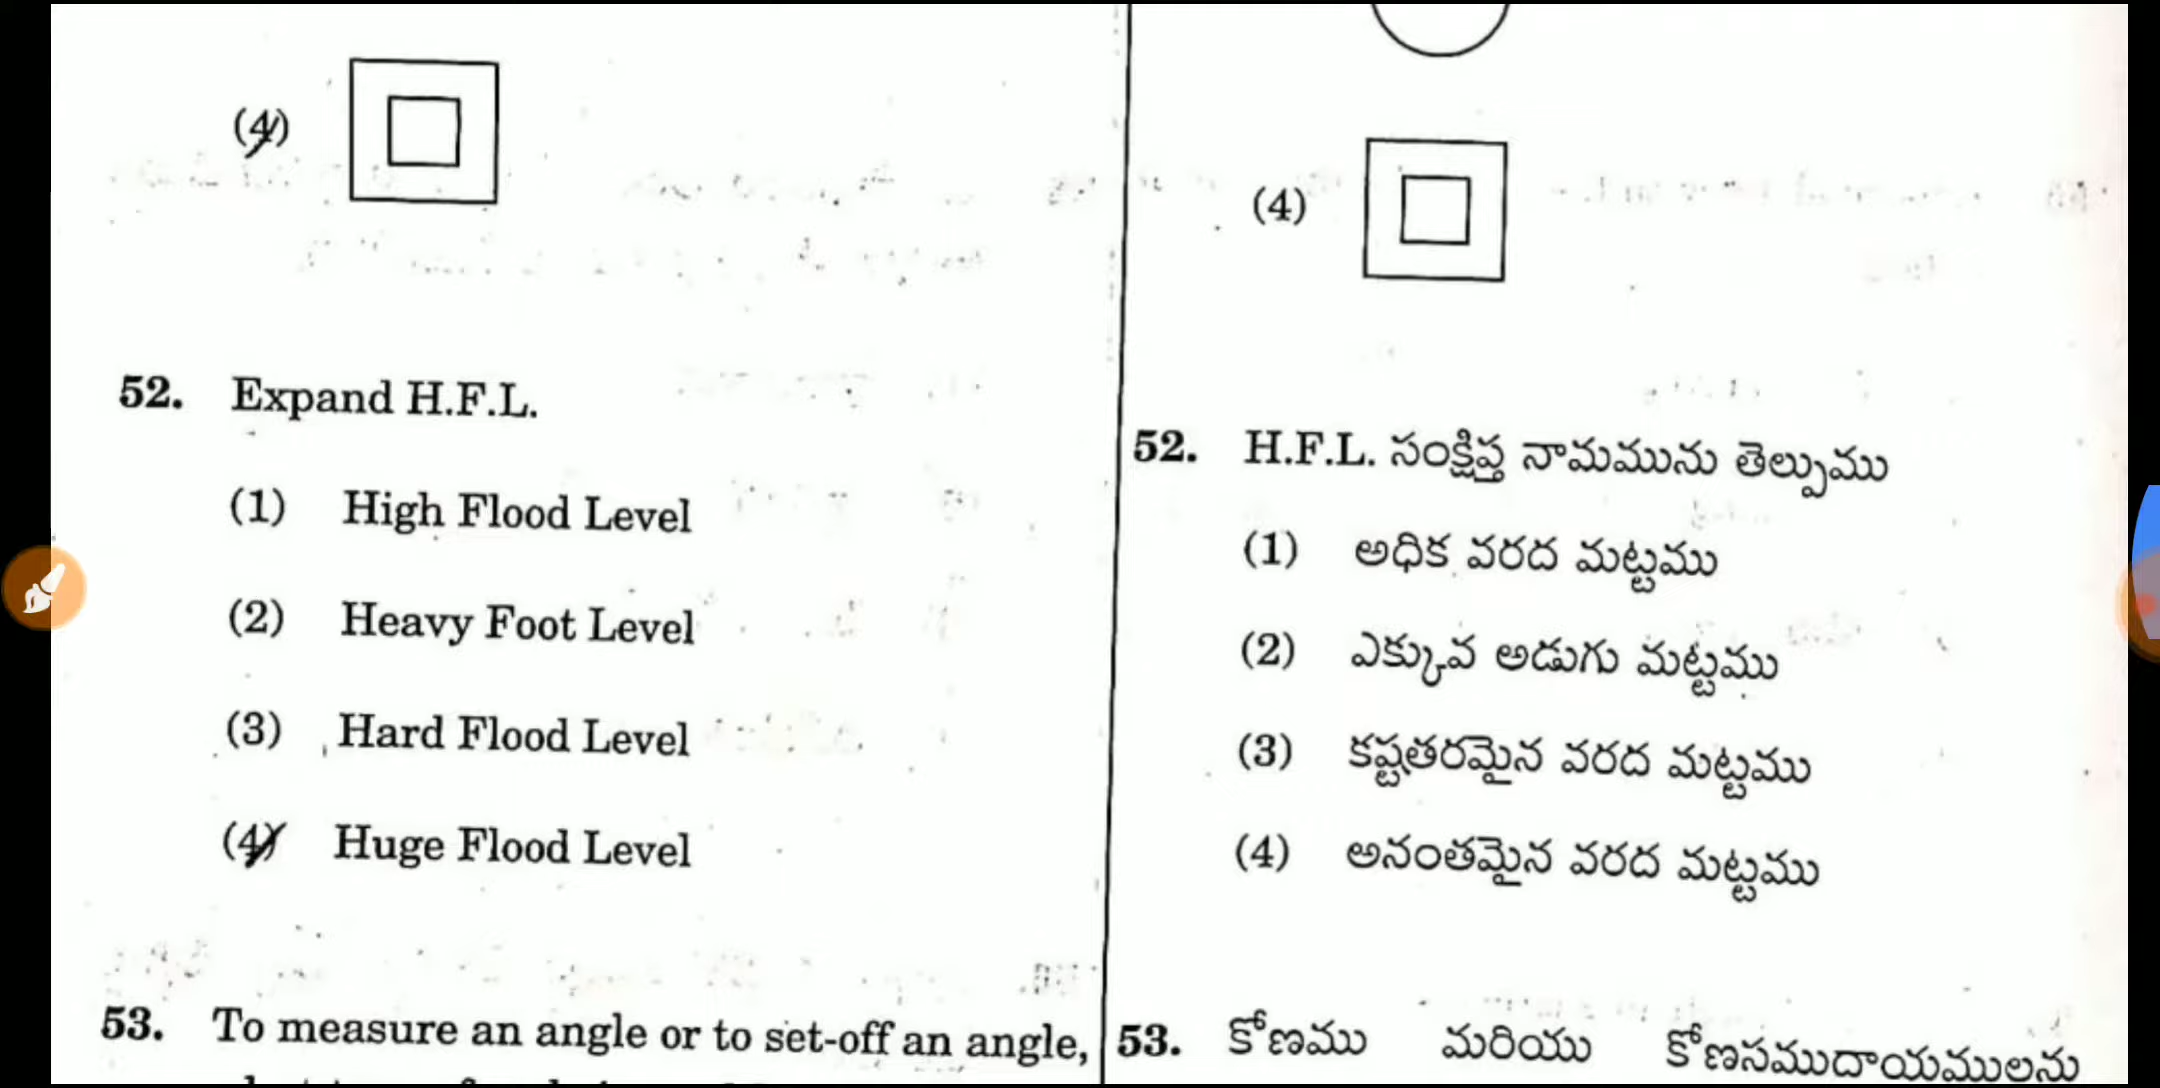 (4)
52. Expand H.F.L.
(1) High Flood Level
(2) Heavy Foot Level
(3) Hard Flood Level
(4) Huge Flood Level
53. To measure an angle or to set-off an angle,
(4)
52. H.F.L. సంక్షిప్త నామమును తెల్పుము
(1) అధిక వరద మట్టము
(2) ఎక్కువ అడుగు మట్టము
(3) కష్టతరమైన వరద మట్టము
(4) అనంతమైన వరద మట్టము
53. కోణము మరియు కోణసముదాయములను